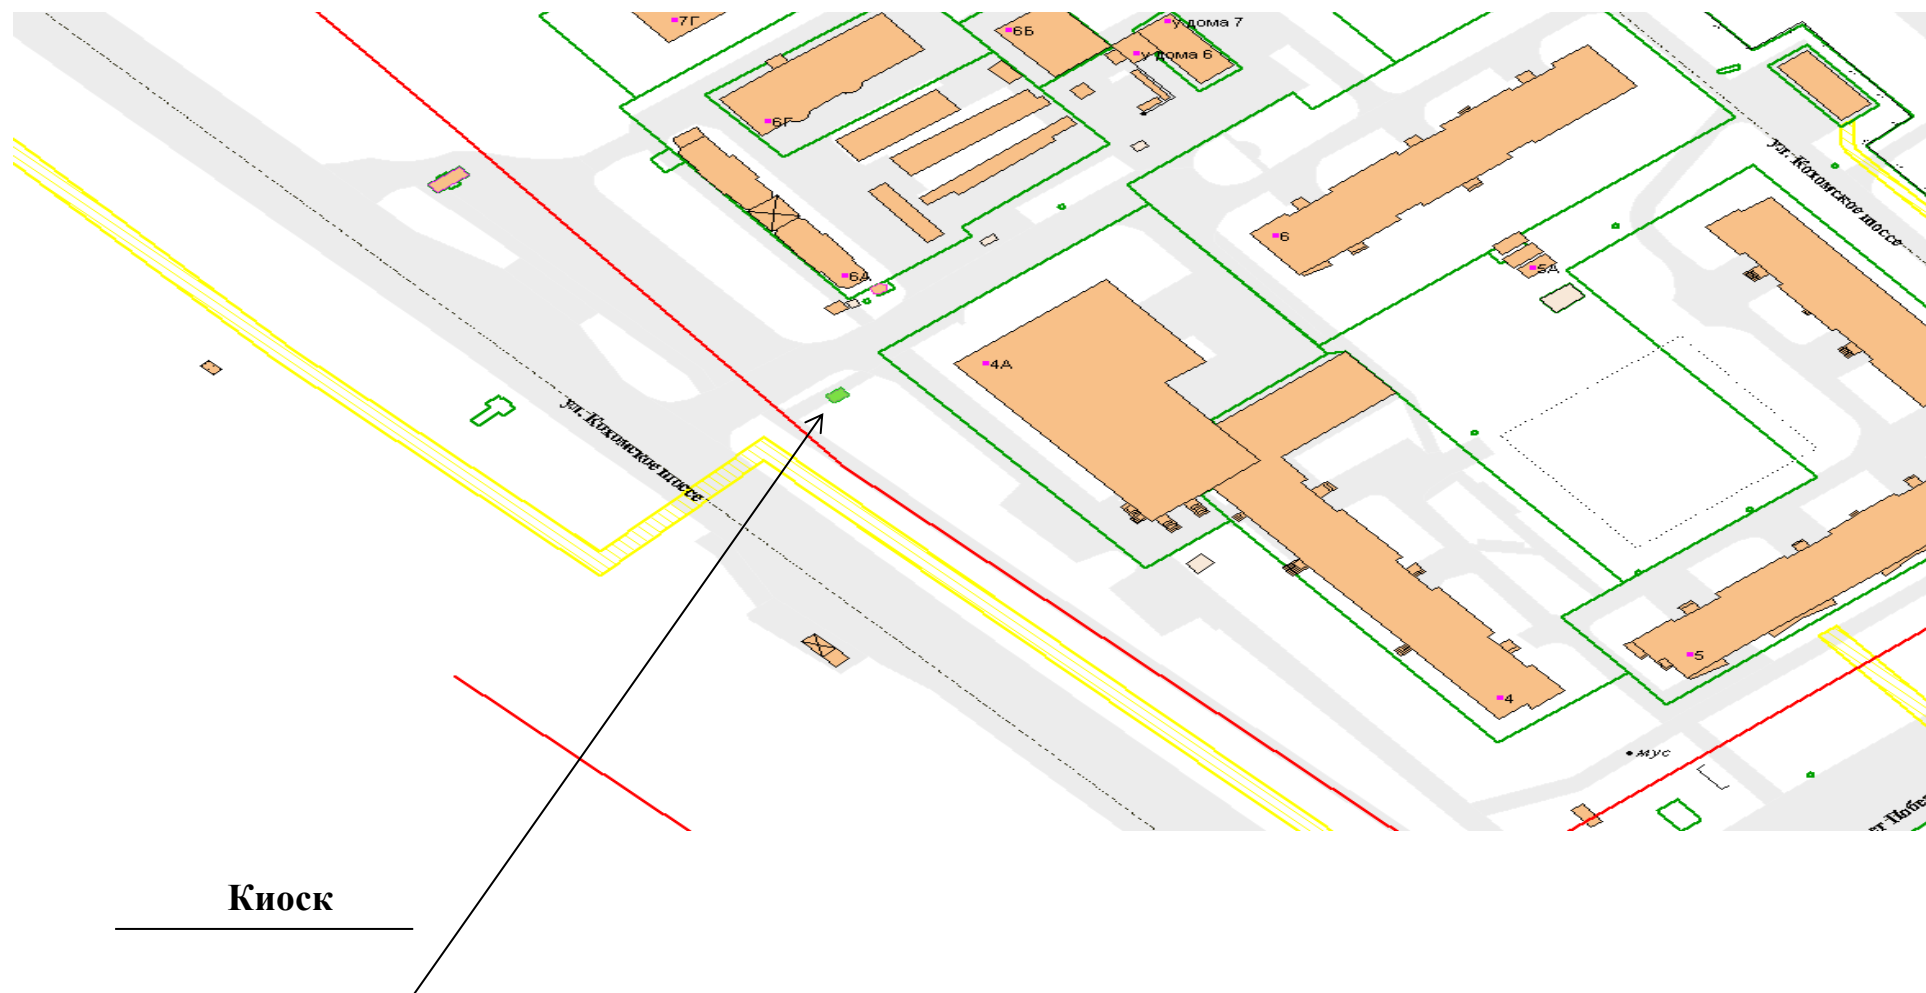 7Г
6Б
у дома 7
у дома 6
6Г
ул. Кохомское шоссе
6
5А
6А
4А
ул. Кохомское шоссе
5
4
мус
Киоск